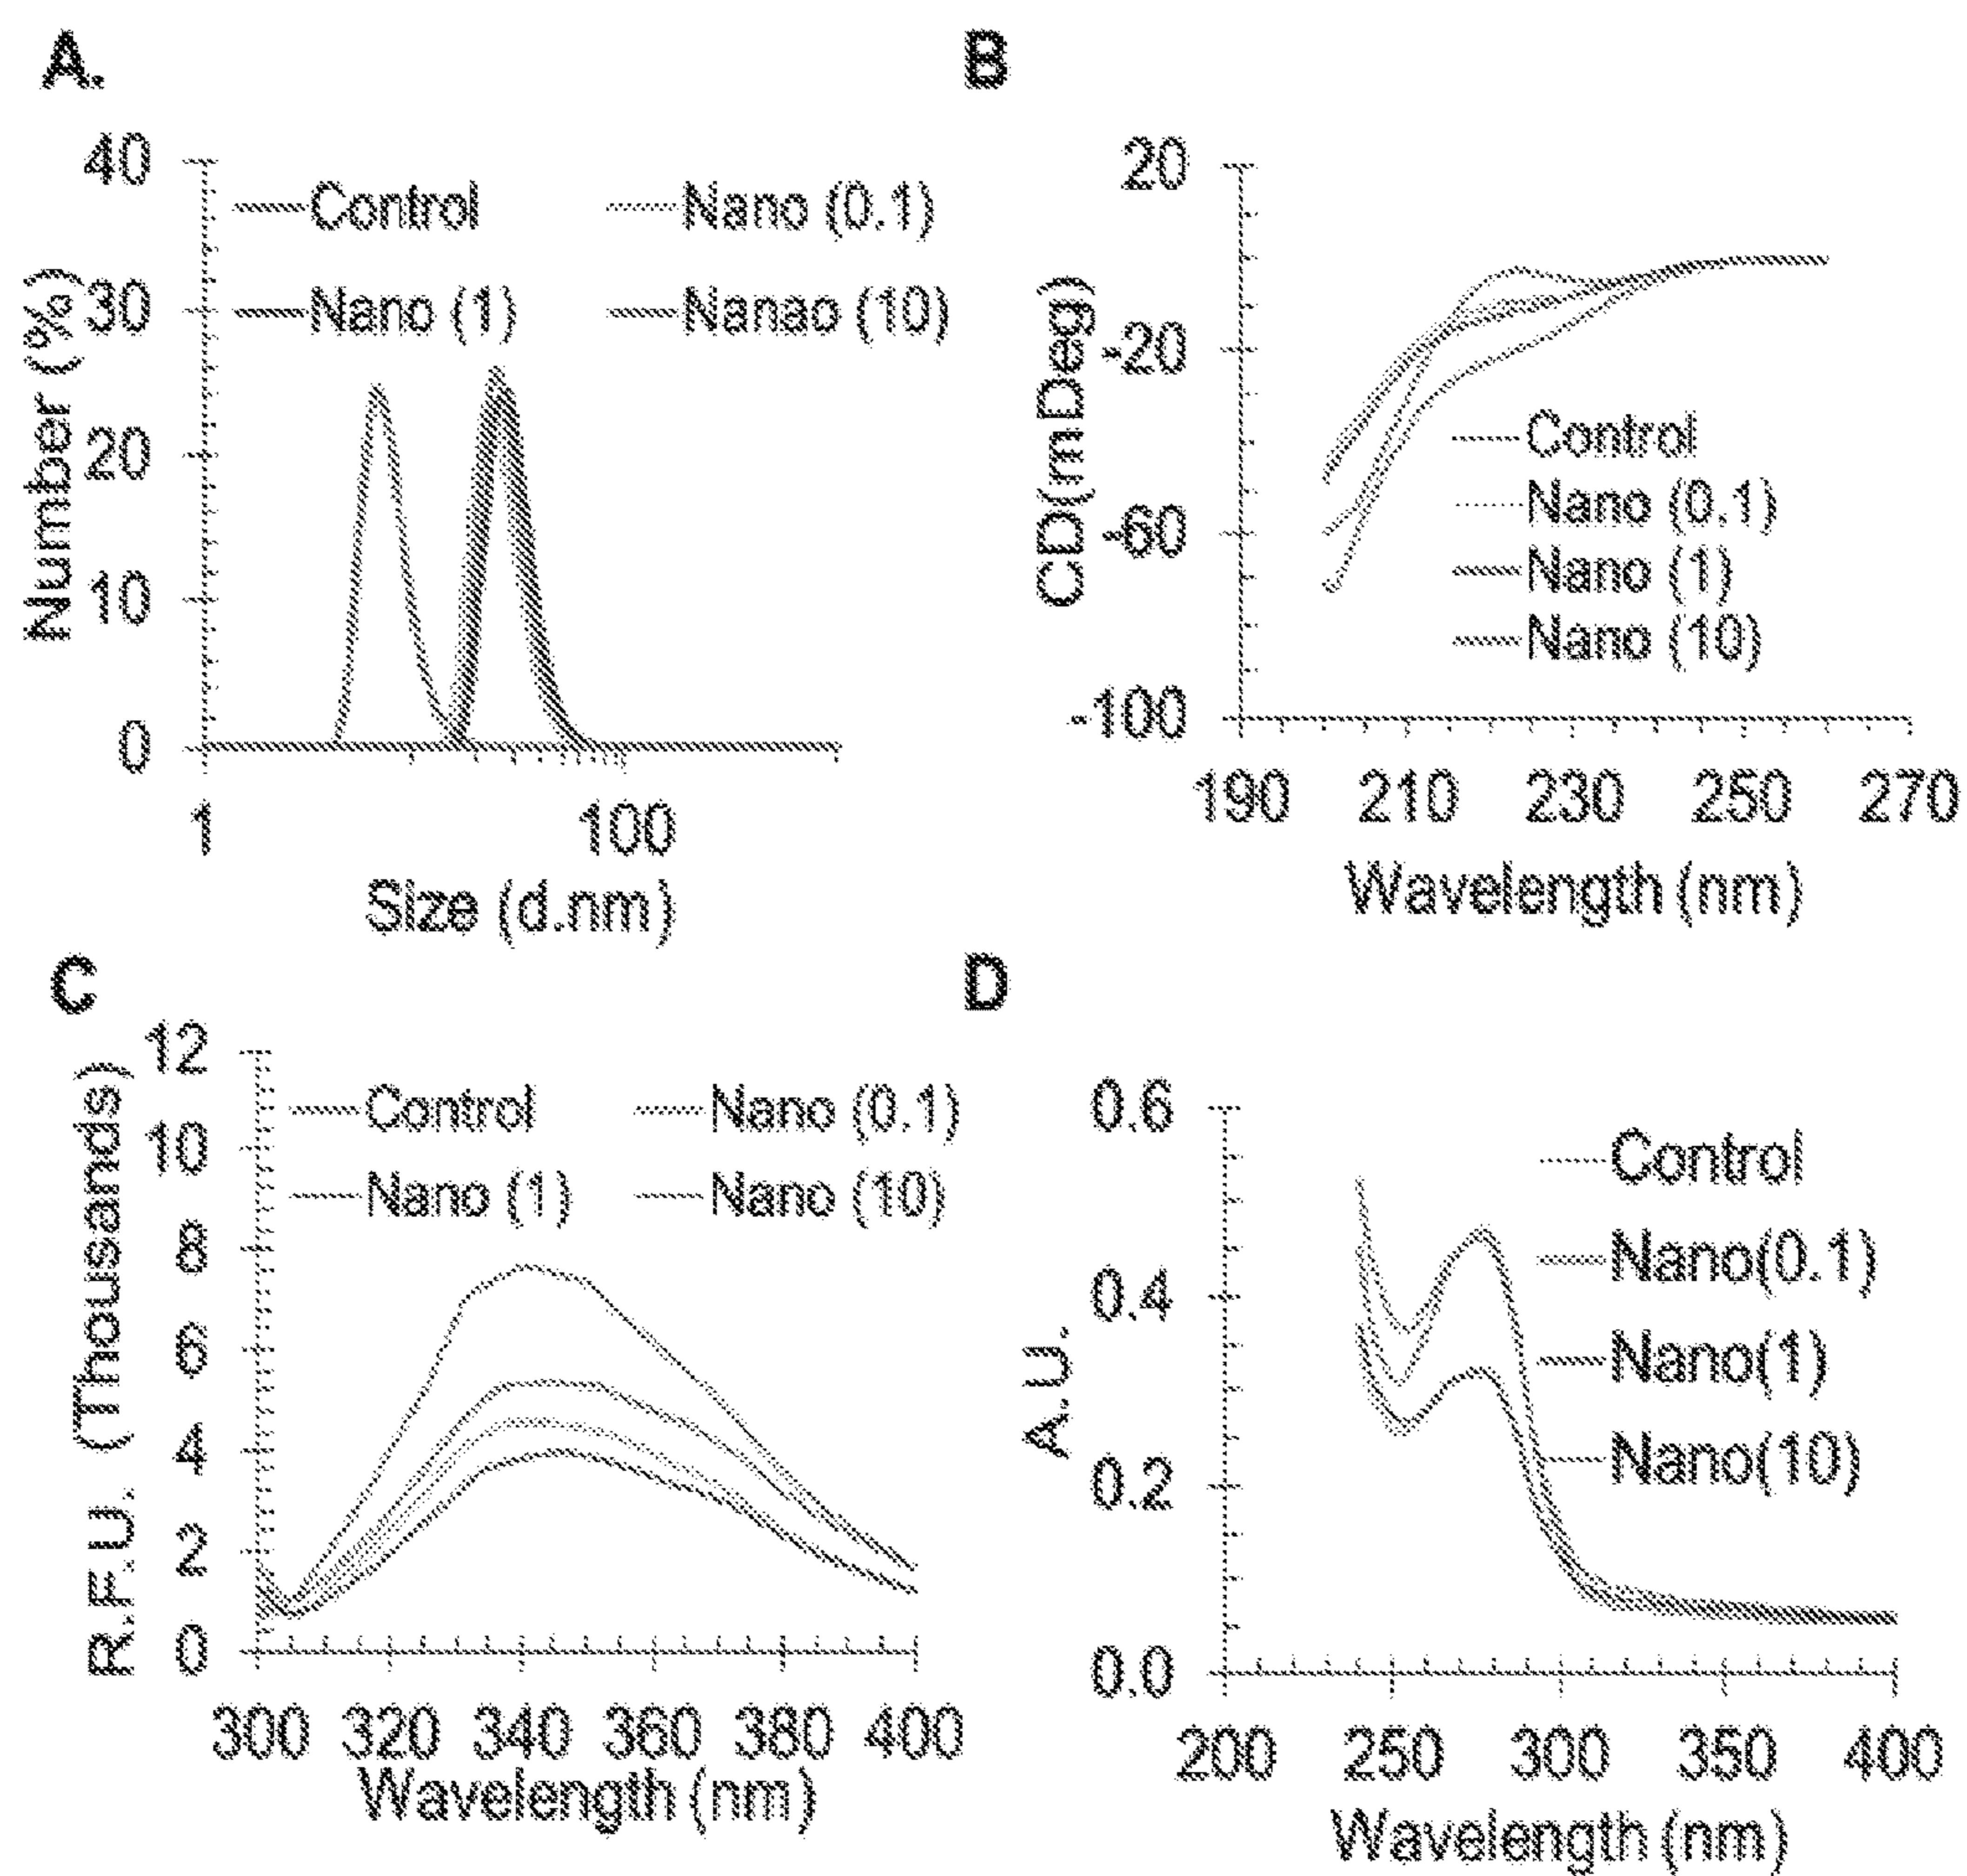 A.
40
Control Nano (0.1)
30
Nano (1) Nanao (10)
20
10
0
Number (%)
1 100
Size (d.nm)
B
20
-20
-60
-100
CD(mDeg)
Control
Nano (0.1)
Nano (1)
Nano (10)
190 210 230 250 270
Wavelength (nm)
C
12
10
8
6
4
2
0
R.F.U. (Thousands)
Control Nano (0.1)
Nano (1) Nano (10)
300 320 340 360 380 400
Wavelength (nm)
D
0.6
0.4
0.2
0.0
A.U.
Control
Nano(0.1)
Nano(1)
Nano(10)
200 250 300 350 400
Wavelength (nm)